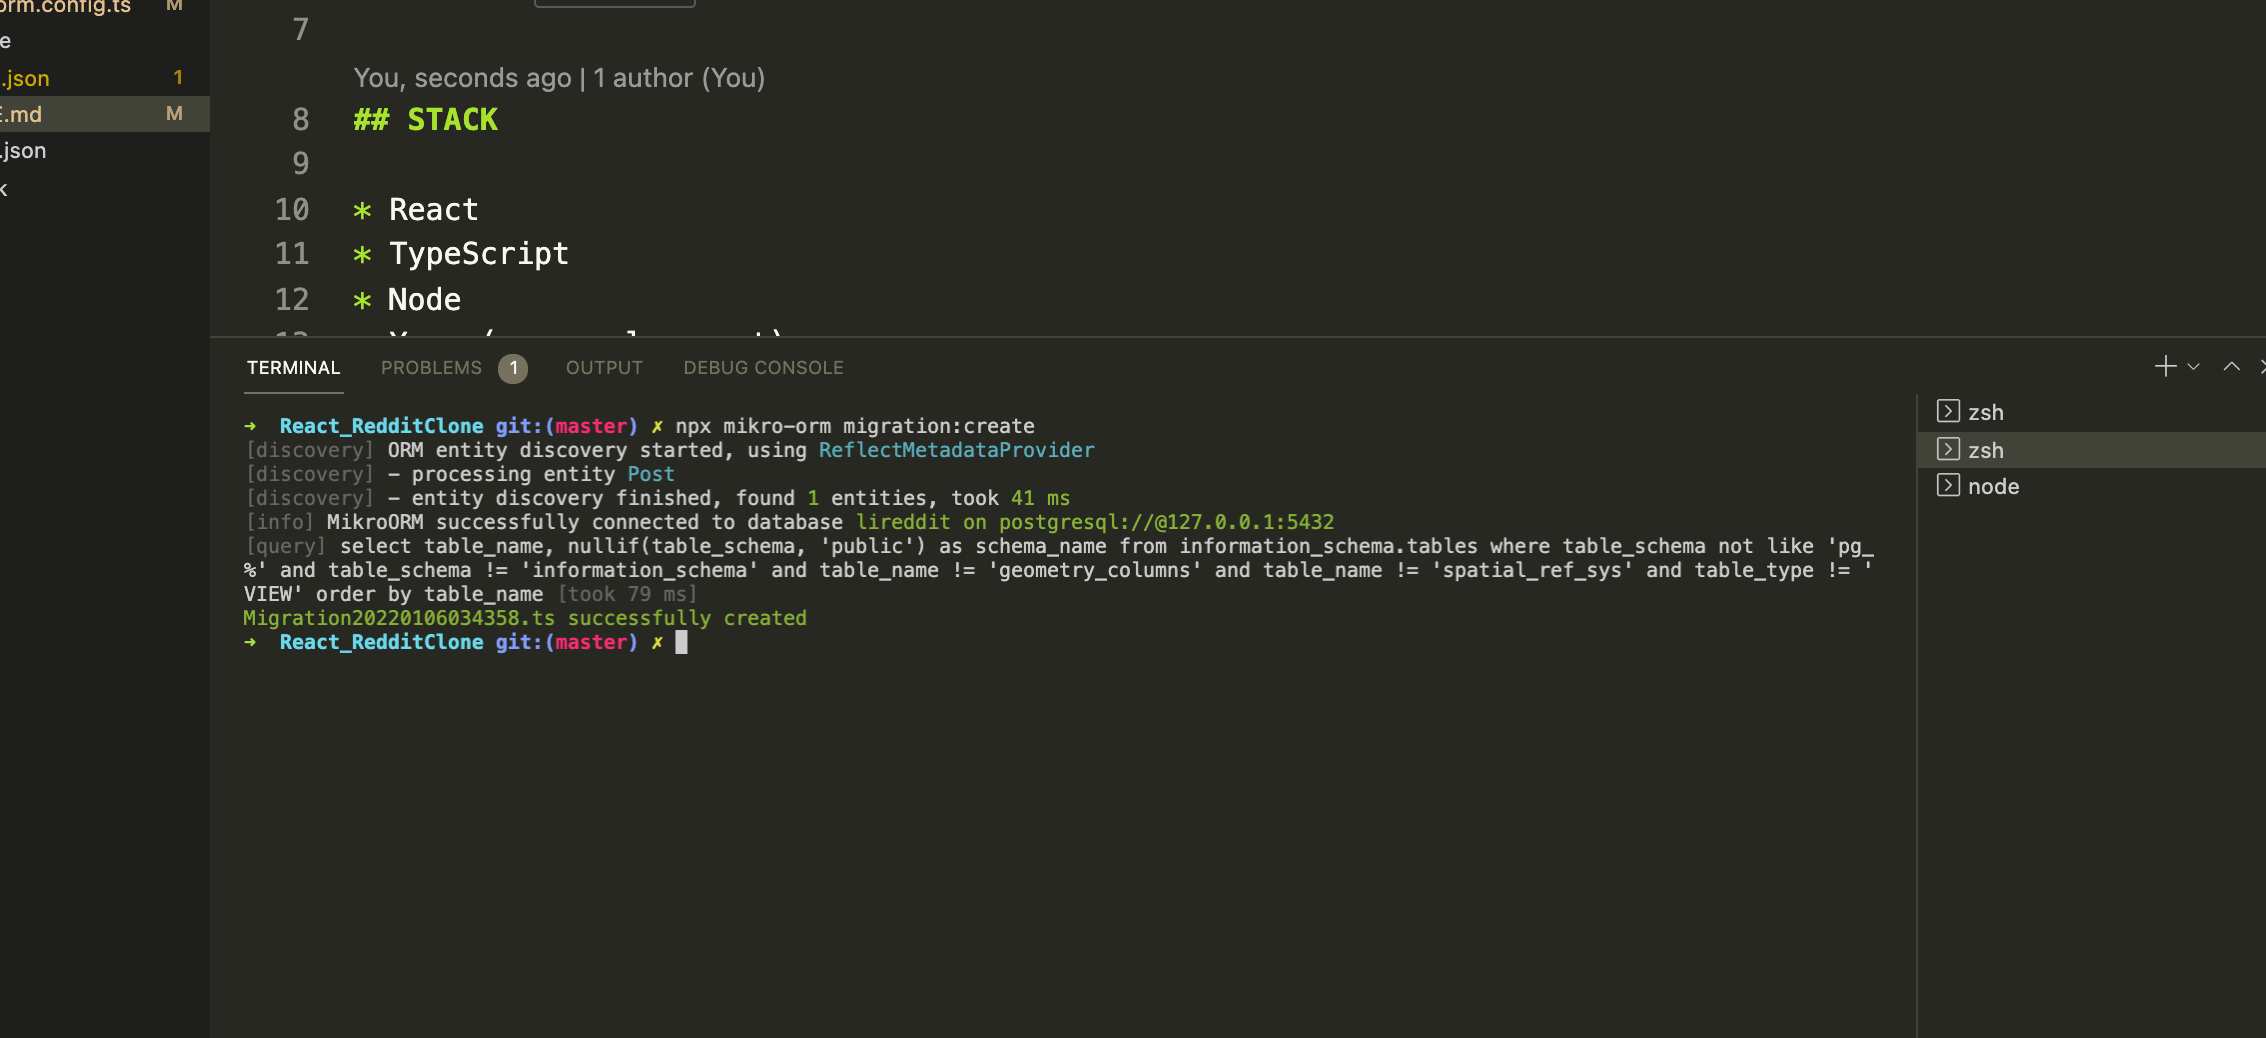 orm.config.ts M
e
.json 1
E.md M
.json
k
7
You, seconds ago | 1 author (You)
8 ## STACK
9
10 * React
11 * TypeScript
12 * Node
TERMINAL PROBLEMS 1 OUTPUT DEBUG CONSOLE
➜ React_RedditClone git:(master) ✗ npx mikro-orm migration:create
[discovery] ORM entity discovery started, using ReflectMetadataProvider
[discovery] – processing entity Post
[discovery] – entity discovery finished, found 1 entities, took 41 ms
[info] MikroORM successfully connected to database lireddit on postgresql://@127.0.0.1:5432
[query] select table_name, nullif(table_schema, 'public') as schema_name from information_schema.tables where table_schema not like 'pg_
%' and table_schema != 'information_schema' and table_name != 'geometry_columns' and table_name != 'spatial_ref_sys' and table_type != '
VIEW' order by table_name [took 79 ms]
Migration20220106034358.ts successfully created
➜ React_RedditClone git:(master) ✗
zsh
zsh
node